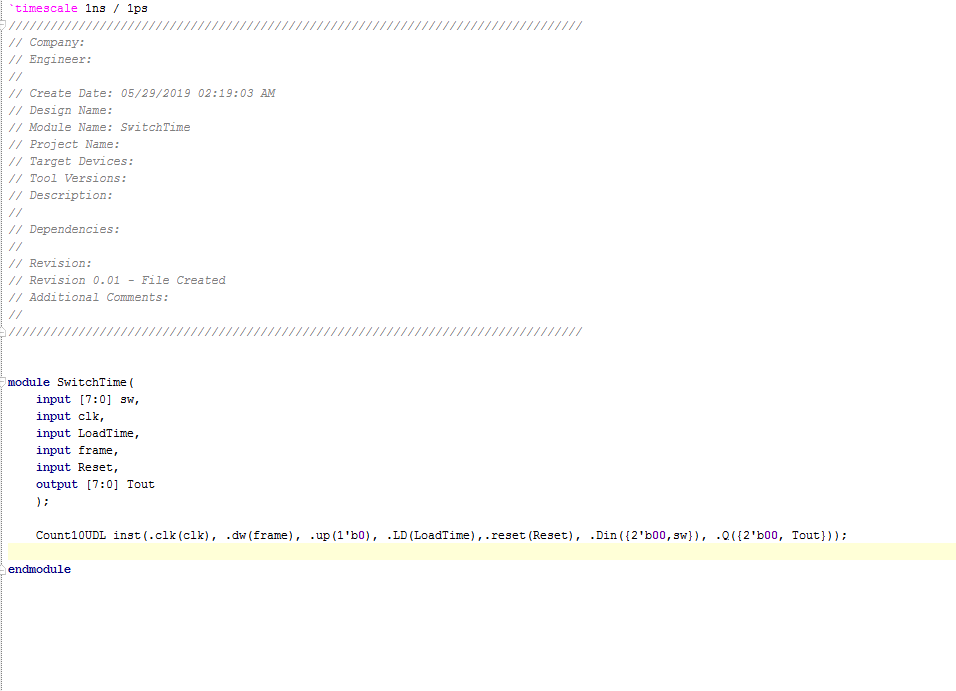 `timescale 1ns / 1ps
//////////////////////////////////////////////////////////////////////////////////
// Company:
// Engineer:
//
// Create Date: 05/29/2019 02:19:03 AM
// Design Name:
// Module Name: SwitchTime
// Project Name:
// Target Devices:
// Tool Versions:
// Description:
//
// Dependencies:
//
// Revision:
// Revision 0.01 - File Created
// Additional Comments:
//
//////////////////////////////////////////////////////////////////////////////////
module SwitchTime(
    input [7:0] sw,
    input clk,
    input LoadTime,
    input frame,
    input Reset,
    output [7:0] Tout
    );
    Count10UDL inst(.clk(clk), .dw(frame), .up(1'b0), .LD(LoadTime),.reset(Reset), .Din({2'b00,sw}), .Q({2'b00, Tout}));
endmodule